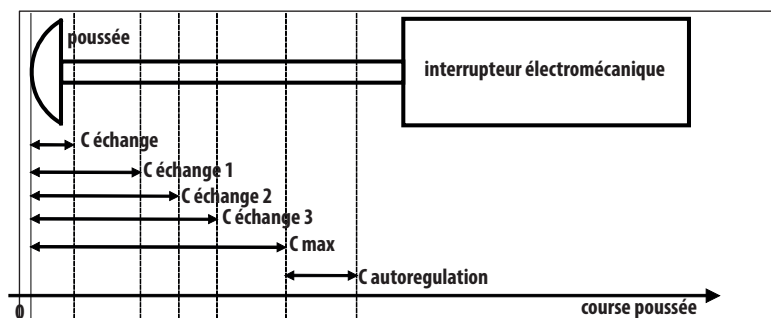 poussée
interrupteur électromécanique
C échange
C échange 1
C échange 2
C échange 3
C max
C autoregulation
0
course poussée